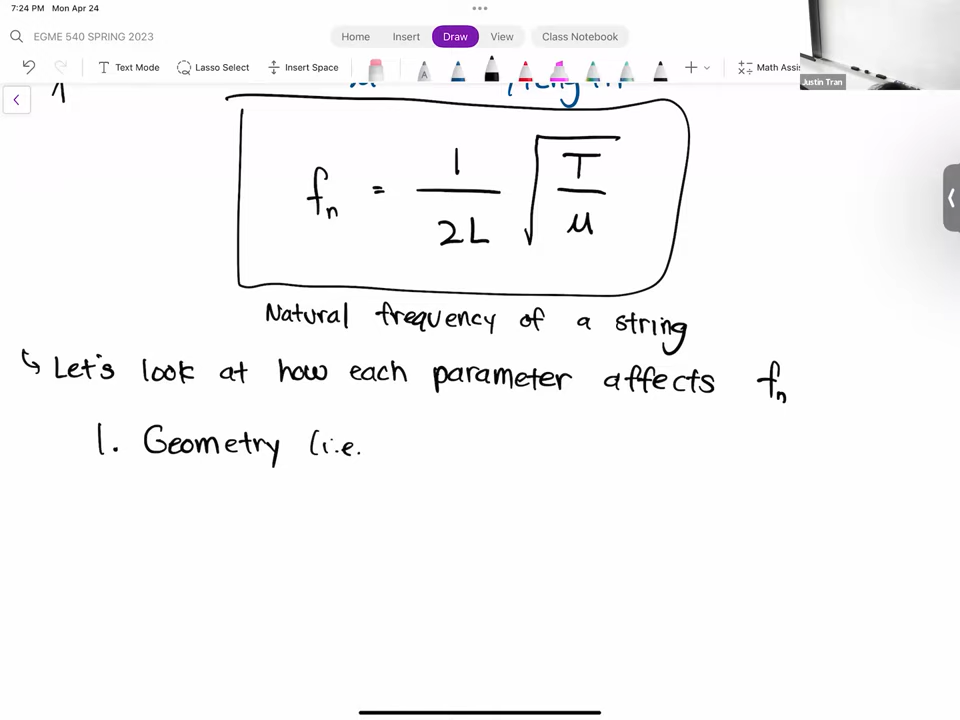 7:24 PM Mon Apr 24
EGME 540 SPRING 2023
Home Insert Draw View Class Notebook
Text Mode Lasso Select Insert Space Math Assis
Justin Tran
fn = 1 / 2L √ T / μ
Natural frequency of a string
↳ Let's look at how each parameter affects fn
1. Geometry (i.e.